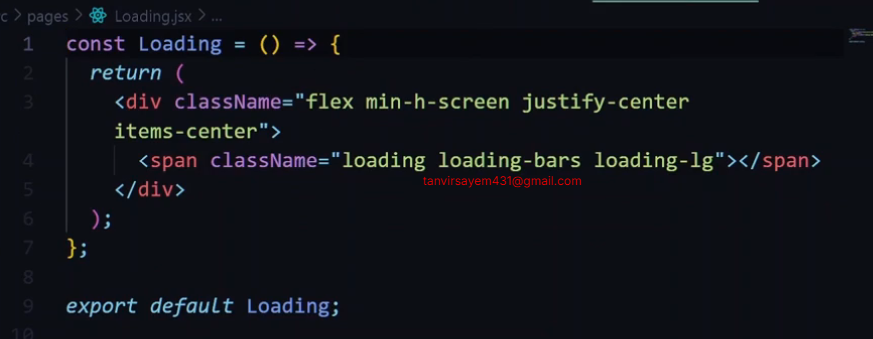 c > pages > Loading.jsx > ...
1 const Loading = () => {
2 return (
3 <div className="flex min-h-screen justify-center
items-center">
4 <span className="loading loading-bars loading-lg"></span>
tanvirsayem431@gmail.com
5 </div>
6 );
7 };
8
9 export default Loading;
10